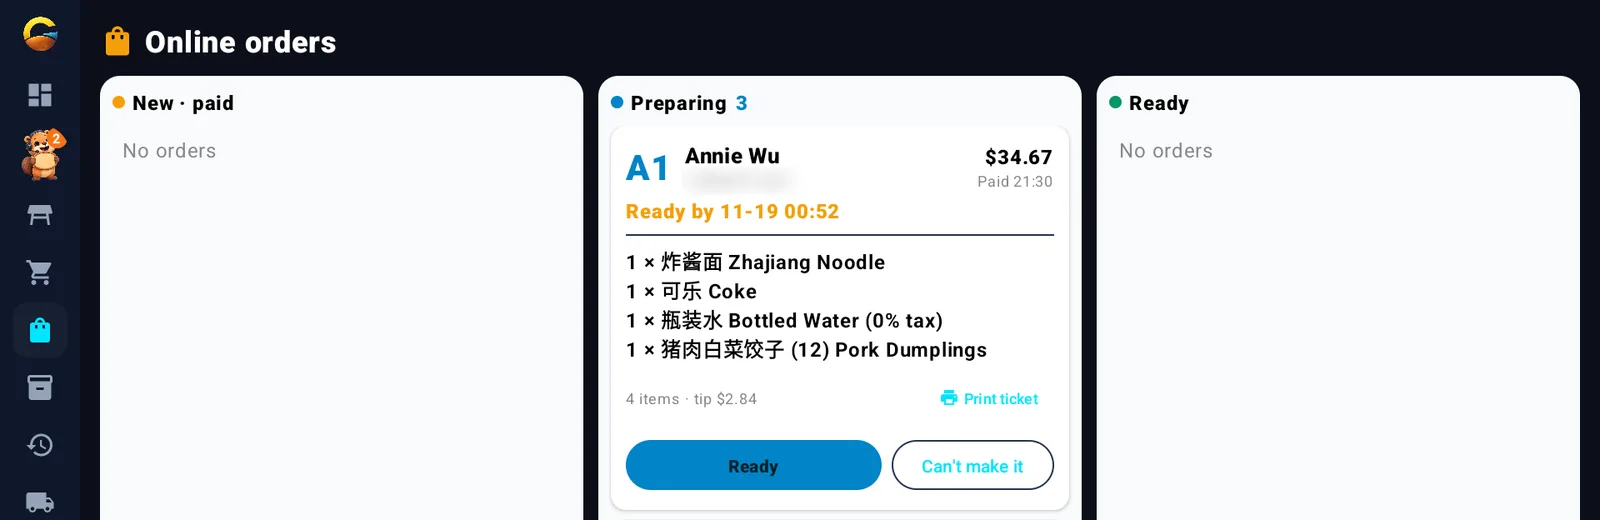 Online orders
2
New · paid
No orders
Preparing 3
A1
Annie Wu
$34.67
Paid 21:30
Ready by 11-19 00:52
1 × 炸酱面 Zhajiang Noodle
1 × 可乐 Coke
1 × 瓶装水 Bottled Water (0% tax)
1 × 猪肉白菜饺子 (12) Pork Dumplings
4 items · tip $2.84
Print ticket
Ready
Can't make it
Ready
No orders